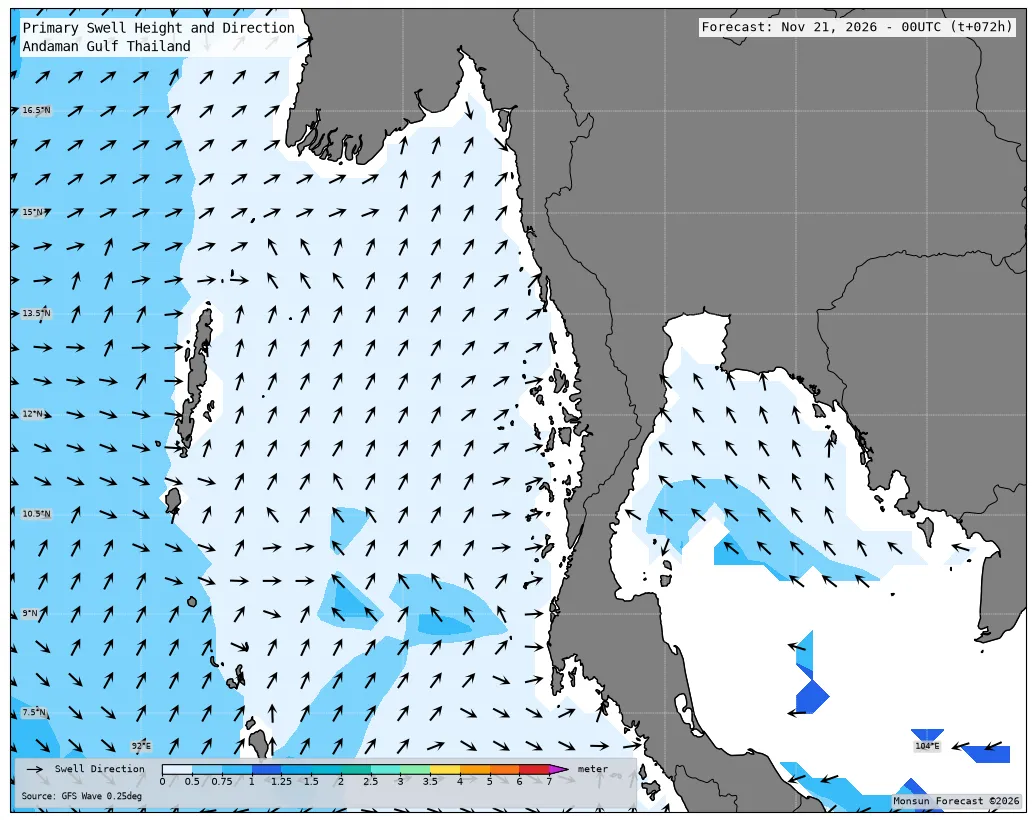 Primary Swell Height and Direction
Andaman Gulf Thailand
Forecast: Nov 21, 2026 - 00UTC (t+072h)
16.5°N
15°N
13.5°N
12°N
10.5°N
9°N
7.5°N
92°E
104°E
Swell Direction
0 0.5 0.75 1 1.25 1.5 2 2.5 3 3.5 4 5 6 7
meter
Source: GFS Wave 0.25deg
Monsun Forecast ©2026